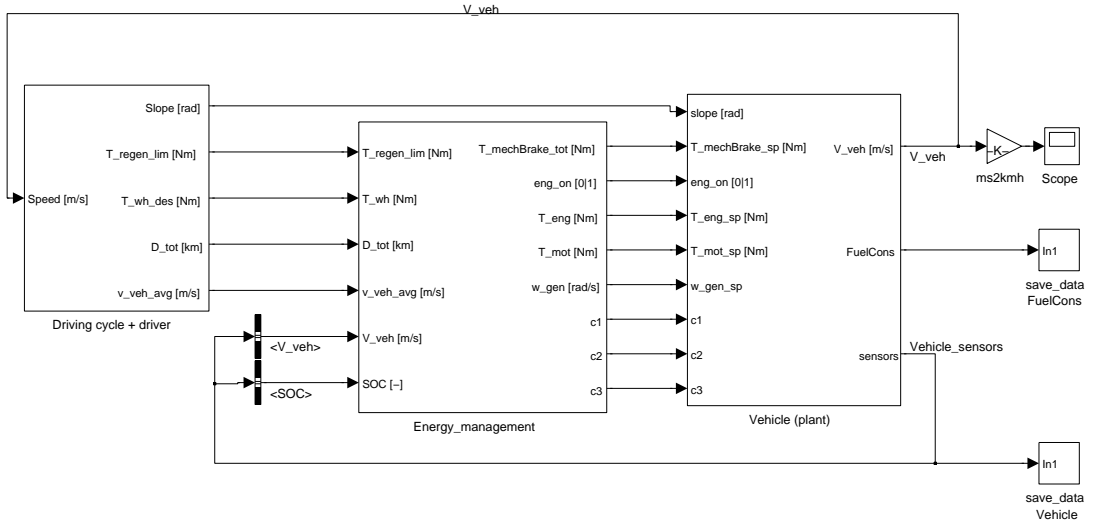 V_veh
Speed [m/s]
Slope [rad]
T_regen_lim [Nm]
T_wh_des [Nm]
D_tot [km]
v_veh_avg [m/s]
Driving cycle + driver
<V_veh>
<SOC>
T_regen_lim [Nm]
T_wh [Nm]
D_tot [km]
v_veh_avg [m/s]
V_veh [m/s]
SOC [−]
T_mechBrake_tot [Nm]
eng_on [0|1]
T_eng [Nm]
T_mot [Nm]
w_gen [rad/s]
c1
c2
c3
Energy_management
slope [rad]
T_mechBrake_sp [Nm]
eng_on [0|1]
T_eng_sp [Nm]
T_mot_sp [Nm]
w_gen_sp
c1
c2
c3
V_veh [m/s]
FuelCons
sensors
Vehicle (plant)
V_veh
−K−
ms2kmh
Scope
In1
save_data
FuelCons
Vehicle_sensors
In1
save_data
Vehicle